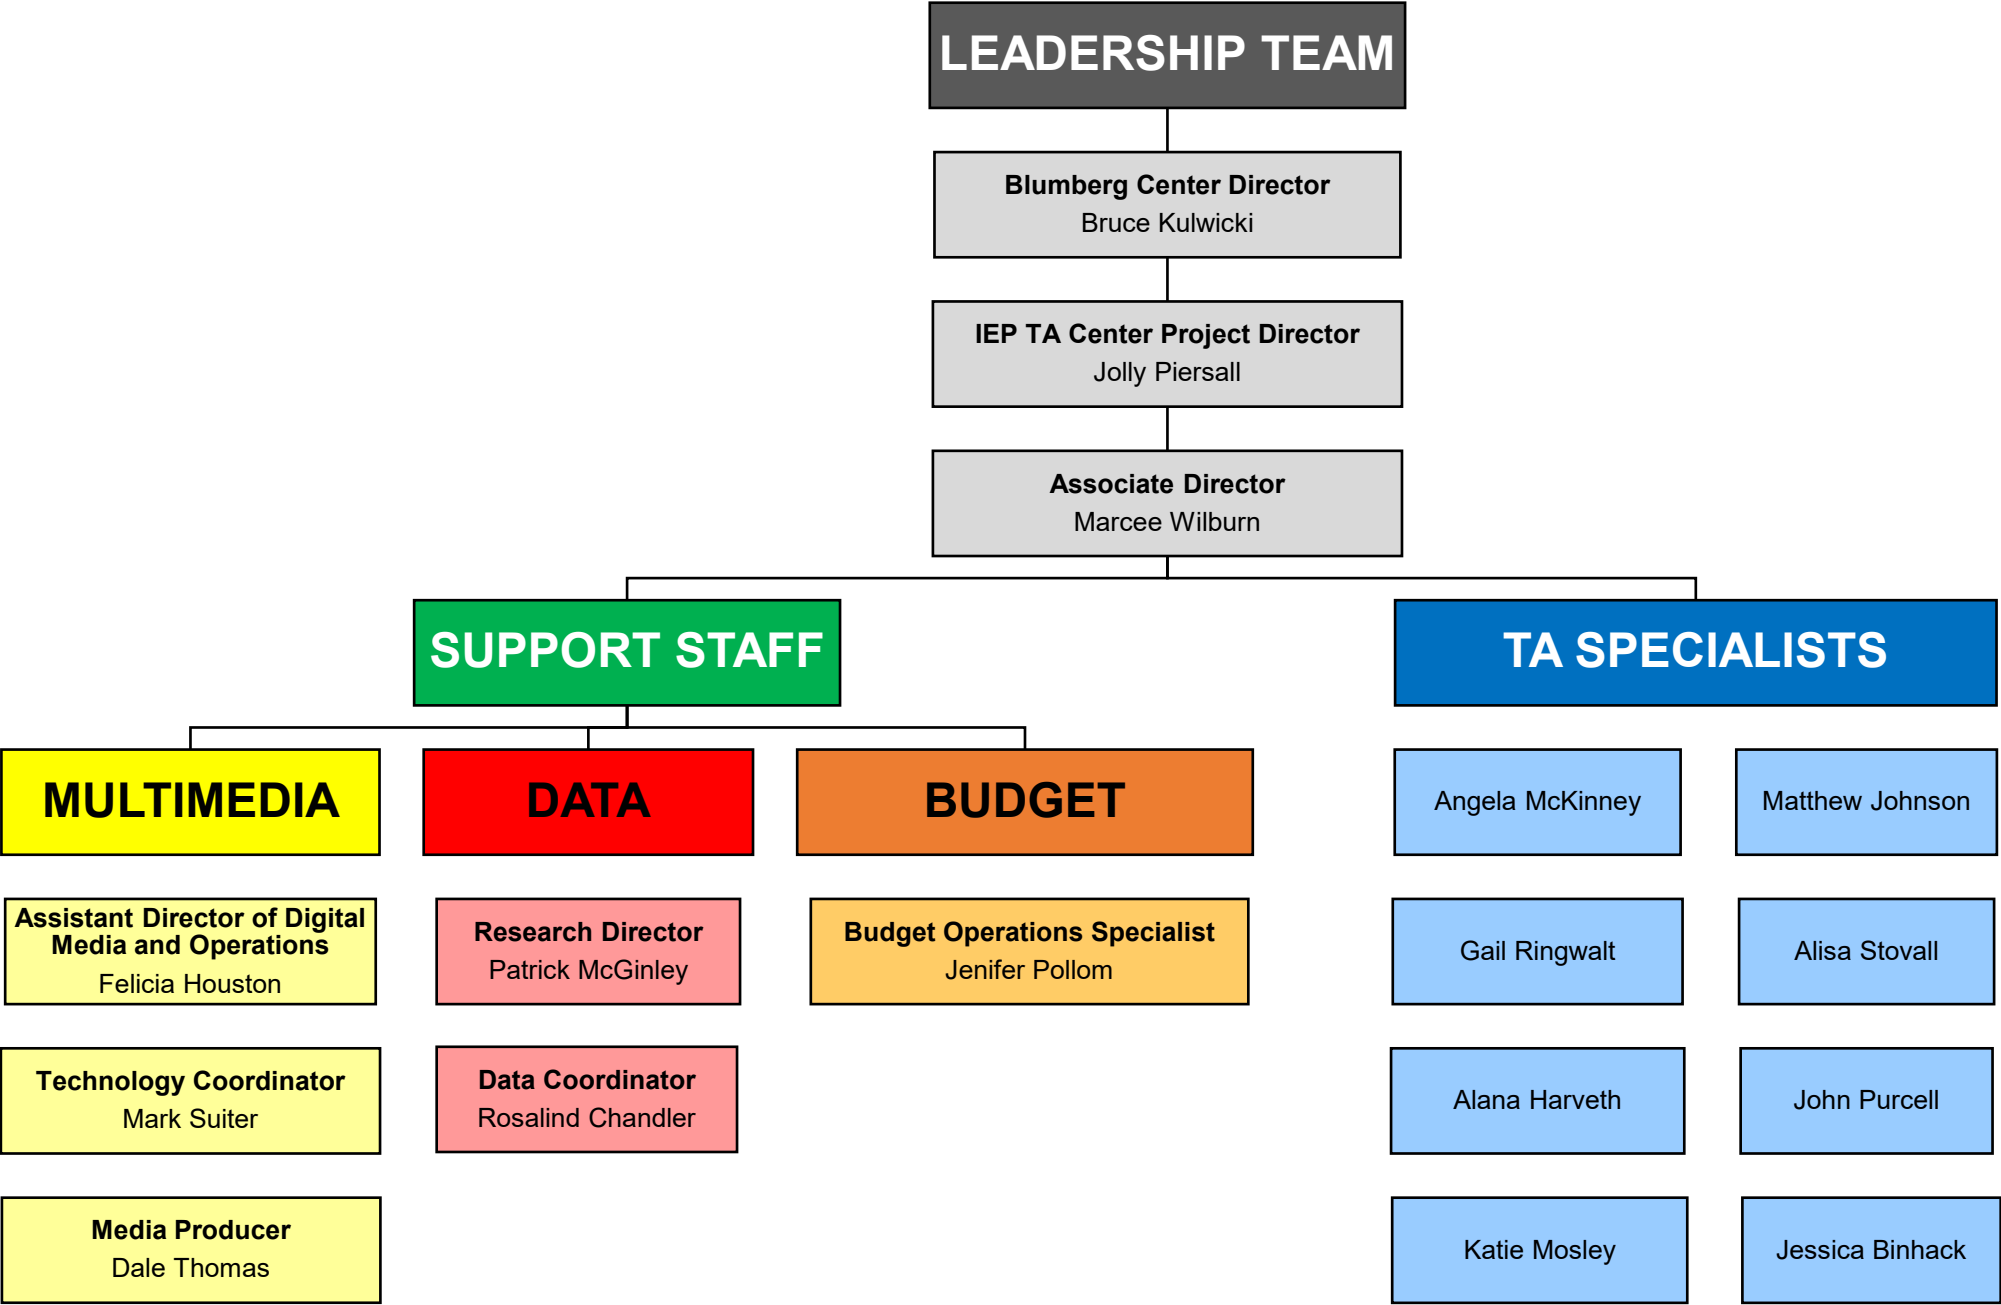 LEADERSHIP TEAM
Blumberg Center Director
Bruce Kulwicki
IEP TA Center Project Director
Jolly Piersall
Associate Director
Marcee Wilburn
SUPPORT STAFF
MULTIMEDIA
Assistant Director of Digital
Media and Operations
Felicia Houston
Technology Coordinator
Mark Suiter
Media Producer
Dale Thomas
DATA
Research Director
Patrick McGinley
Data Coordinator
Rosalind Chandler
BUDGET
Budget Operations Specialist
Jenifer Pollom
TA SPECIALISTS
Angela McKinney
Matthew Johnson
Gail Ringwalt
Alisa Stovall
Alana Harveth
John Purcell
Katie Mosley
Jessica Binhack